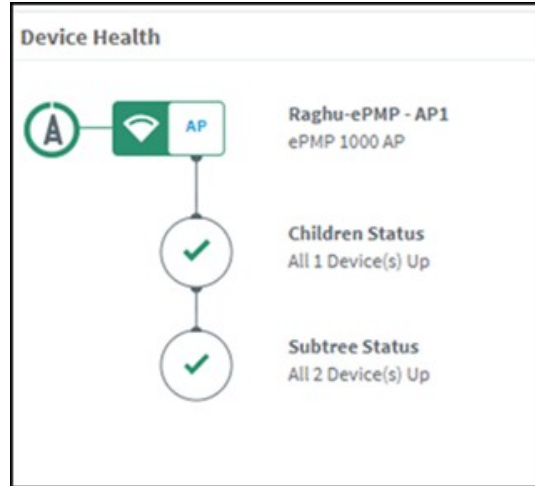 Device Health
AP
Raghu-ePMP - AP1
ePMP 1000 AP
Children Status
All 1 Device(s) Up
Subtree Status
All 2 Device(s) Up